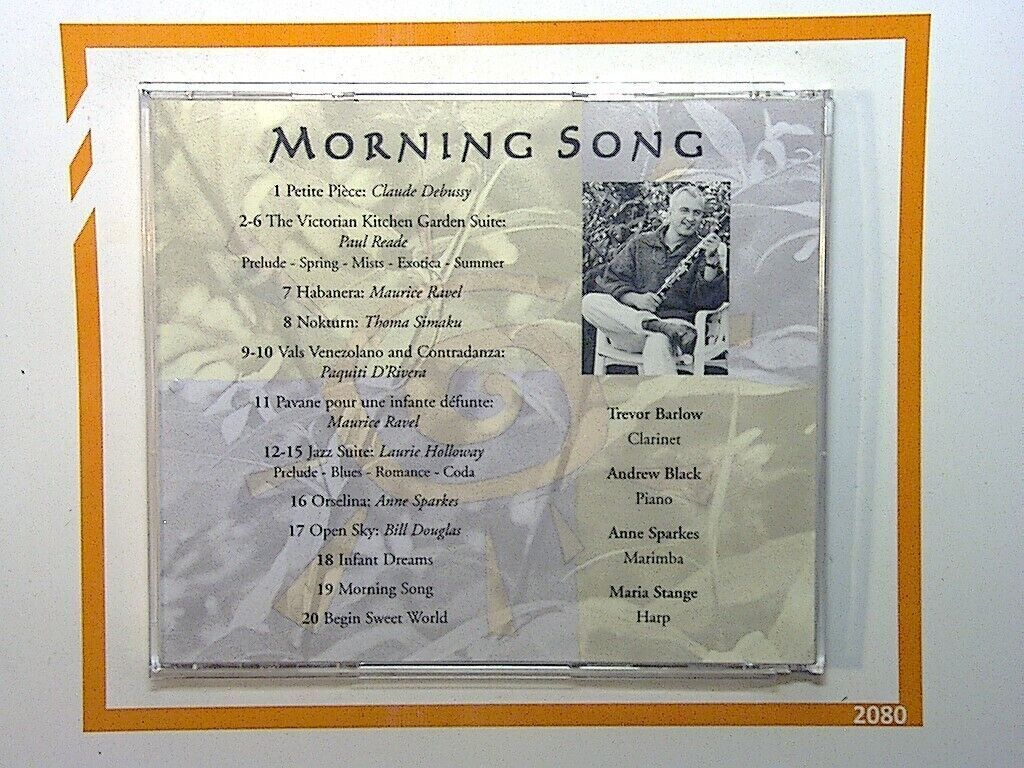 MORNING SONG
1 Petite Pièce: Claude Debussy
2-6 The Victorian Kitchen Garden Suite:
Paul Reade
Prelude - Spring - Mists - Exotica - Summer
7 Habanera: Maurice Ravel
8 Nokturn: Thoma Simaku
9-10 Vals Venezolano and Contradanza:
Paquiti D'Rivera
11 Pavane pour une infante défunte:
Maurice Ravel
12-15 Jazz Suite: Laurie Holloway
Prelude - Blues - Romance - Coda
16 Orselina: Anne Sparkes
17 Open Sky: Bill Douglas
18 Infant Dreams
19 Morning Song
20 Begin Sweet World
Trevor Barlow
Clarinet
Andrew Black
Piano
Anne Sparkes
Marimba
Maria Stange
Harp
2080